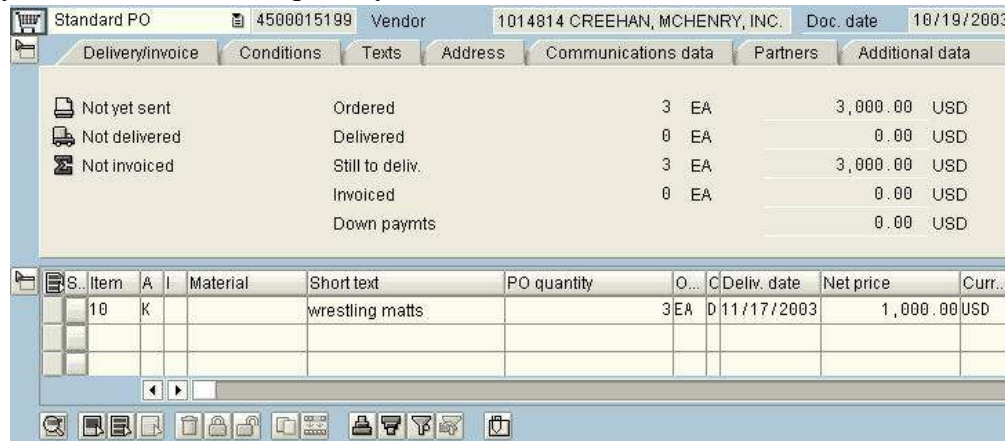 Standard PO 4500015199 Vendor 1014814 CREEHAN, MCHENRY, INC. Doc. date 10/19/2003
Delivery/invoice Conditions Texts Address Communications data Partners Additional data
Not yet sent Ordered 3 EA 3,000.00 USD
Not delivered Delivered 0 EA 0.00 USD
Not invoiced Still to deliv. 3 EA 3,000.00 USD
Invoiced 0 EA 0.00 USD
Down paymts 0.00 USD
S.. Item A I Material Short text PO quantity O... C Deliv. date Net price Curr..
10 K wrestling matts 3 EA D 11/17/2003 1,000.00 USD